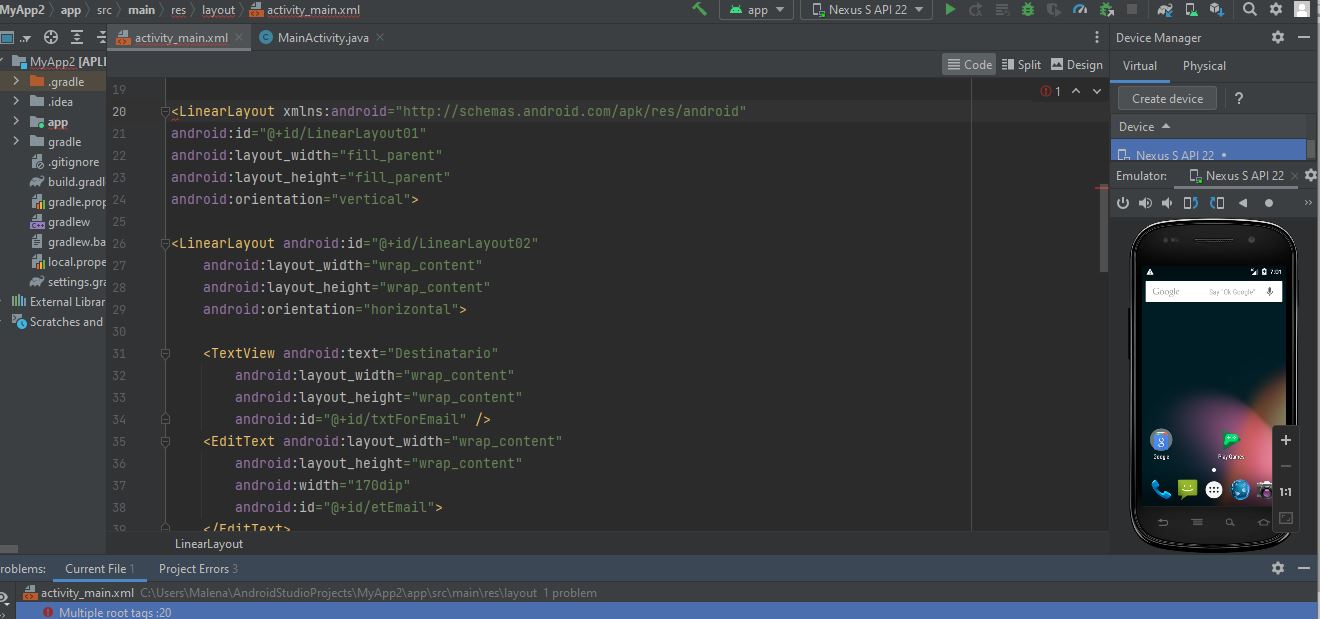 MyApp2 app src main res layout activity_main.xml
app Nexus S API 22
activity_main.xml MainActivity.java
Device Manager
MyApp2 [APLI
.gradle
.idea
app
gradle
.gitignore
build.gradl
gradle.prop
gradlew
gradlew.ba
local.prope
settings.gra
External Librar
Scratches and
Code Split Design
1
19
20 <LinearLayout xmlns:android="http://schemas.android.com/apk/res/android"
21 android:id="@+id/LinearLayout01"
22 android:layout_width="fill_parent"
23 android:layout_height="fill_parent"
24 android:orientation="vertical">
25
26 <LinearLayout android:id="@+id/LinearLayout02"
27 android:layout_width="wrap_content"
28 android:layout_height="wrap_content"
29 android:orientation="horizontal">
30
31 <TextView android:text="Destinatario"
32 android:layout_width="wrap_content"
33 android:layout_height="wrap_content"
34 android:id="@+id/txtForEmail" />
35 <EditText android:layout_width="wrap_content"
36 android:layout_height="wrap_content"
37 android:width="170dip"
38 android:id="@+id/etEmail">
39 </EditText>
LinearLayout
Virtual Physical
Create device ?
Device
Nexus S API 22
Emulator: Nexus S API 22
7:01
Google Say "Ok Google"
Google Play Games
1:1
roblems: Current File 1 Project Errors 3
activity_main.xml C:\Users\Malena\AndroidStudioProjects\MyApp2\app\src\main\res\layout 1 problem
Multiple root tags :20